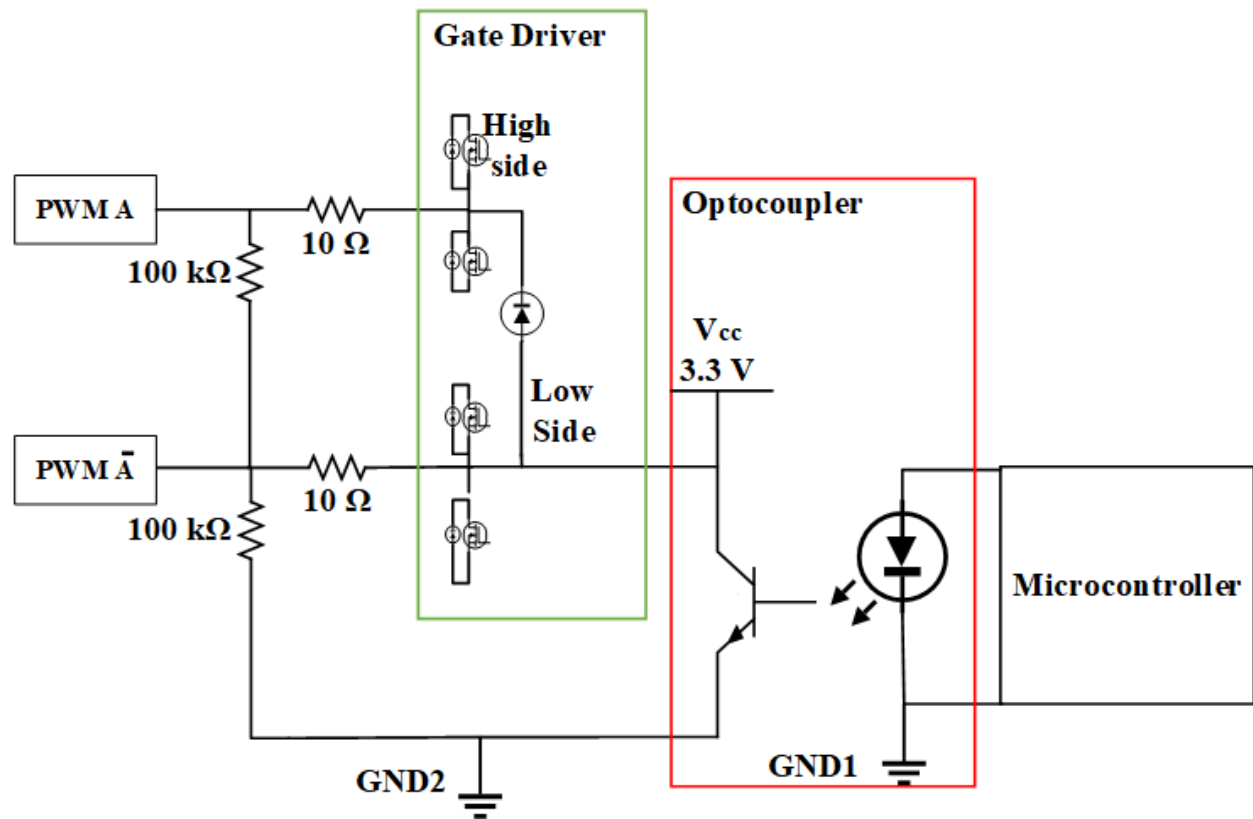 Gate Driver
High
side
PWM A
10 Ω
100 kΩ
Optocoupler
Vcc
3.3 V
Low
Side
PWM Ā
10 Ω
100 kΩ
Microcontroller
GND1
GND2